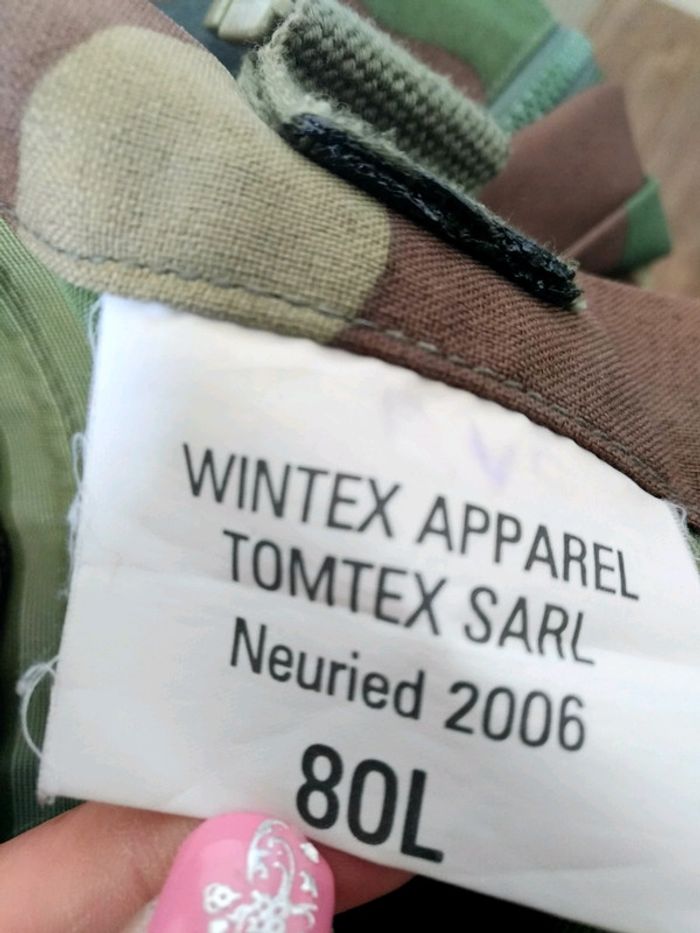 WINTEX APPAREL
TOMTEX SARL
Neuried 2006
80L